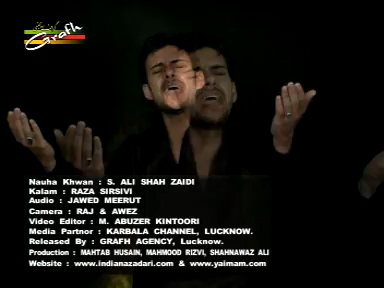 Grafh
Nauha Khwan : S. ALI SHAH ZAIDI
Kalam : RAZA SIRSIVI
Audio : JAWED MEERUT
Camera : RAJ & AWEZ
Video Editor : M. ABUZER KINTOORI
Media Partnor : KARBALA CHANNEL, LUCKNOW.
Released By : GRAFH AGENCY, Lucknow.
Production : MAHTAB HUSAIN, MAHMOOD RIZVI, SHAHNAWAZ ALI
Website : www.indianazadari.com & www.yaimam.com